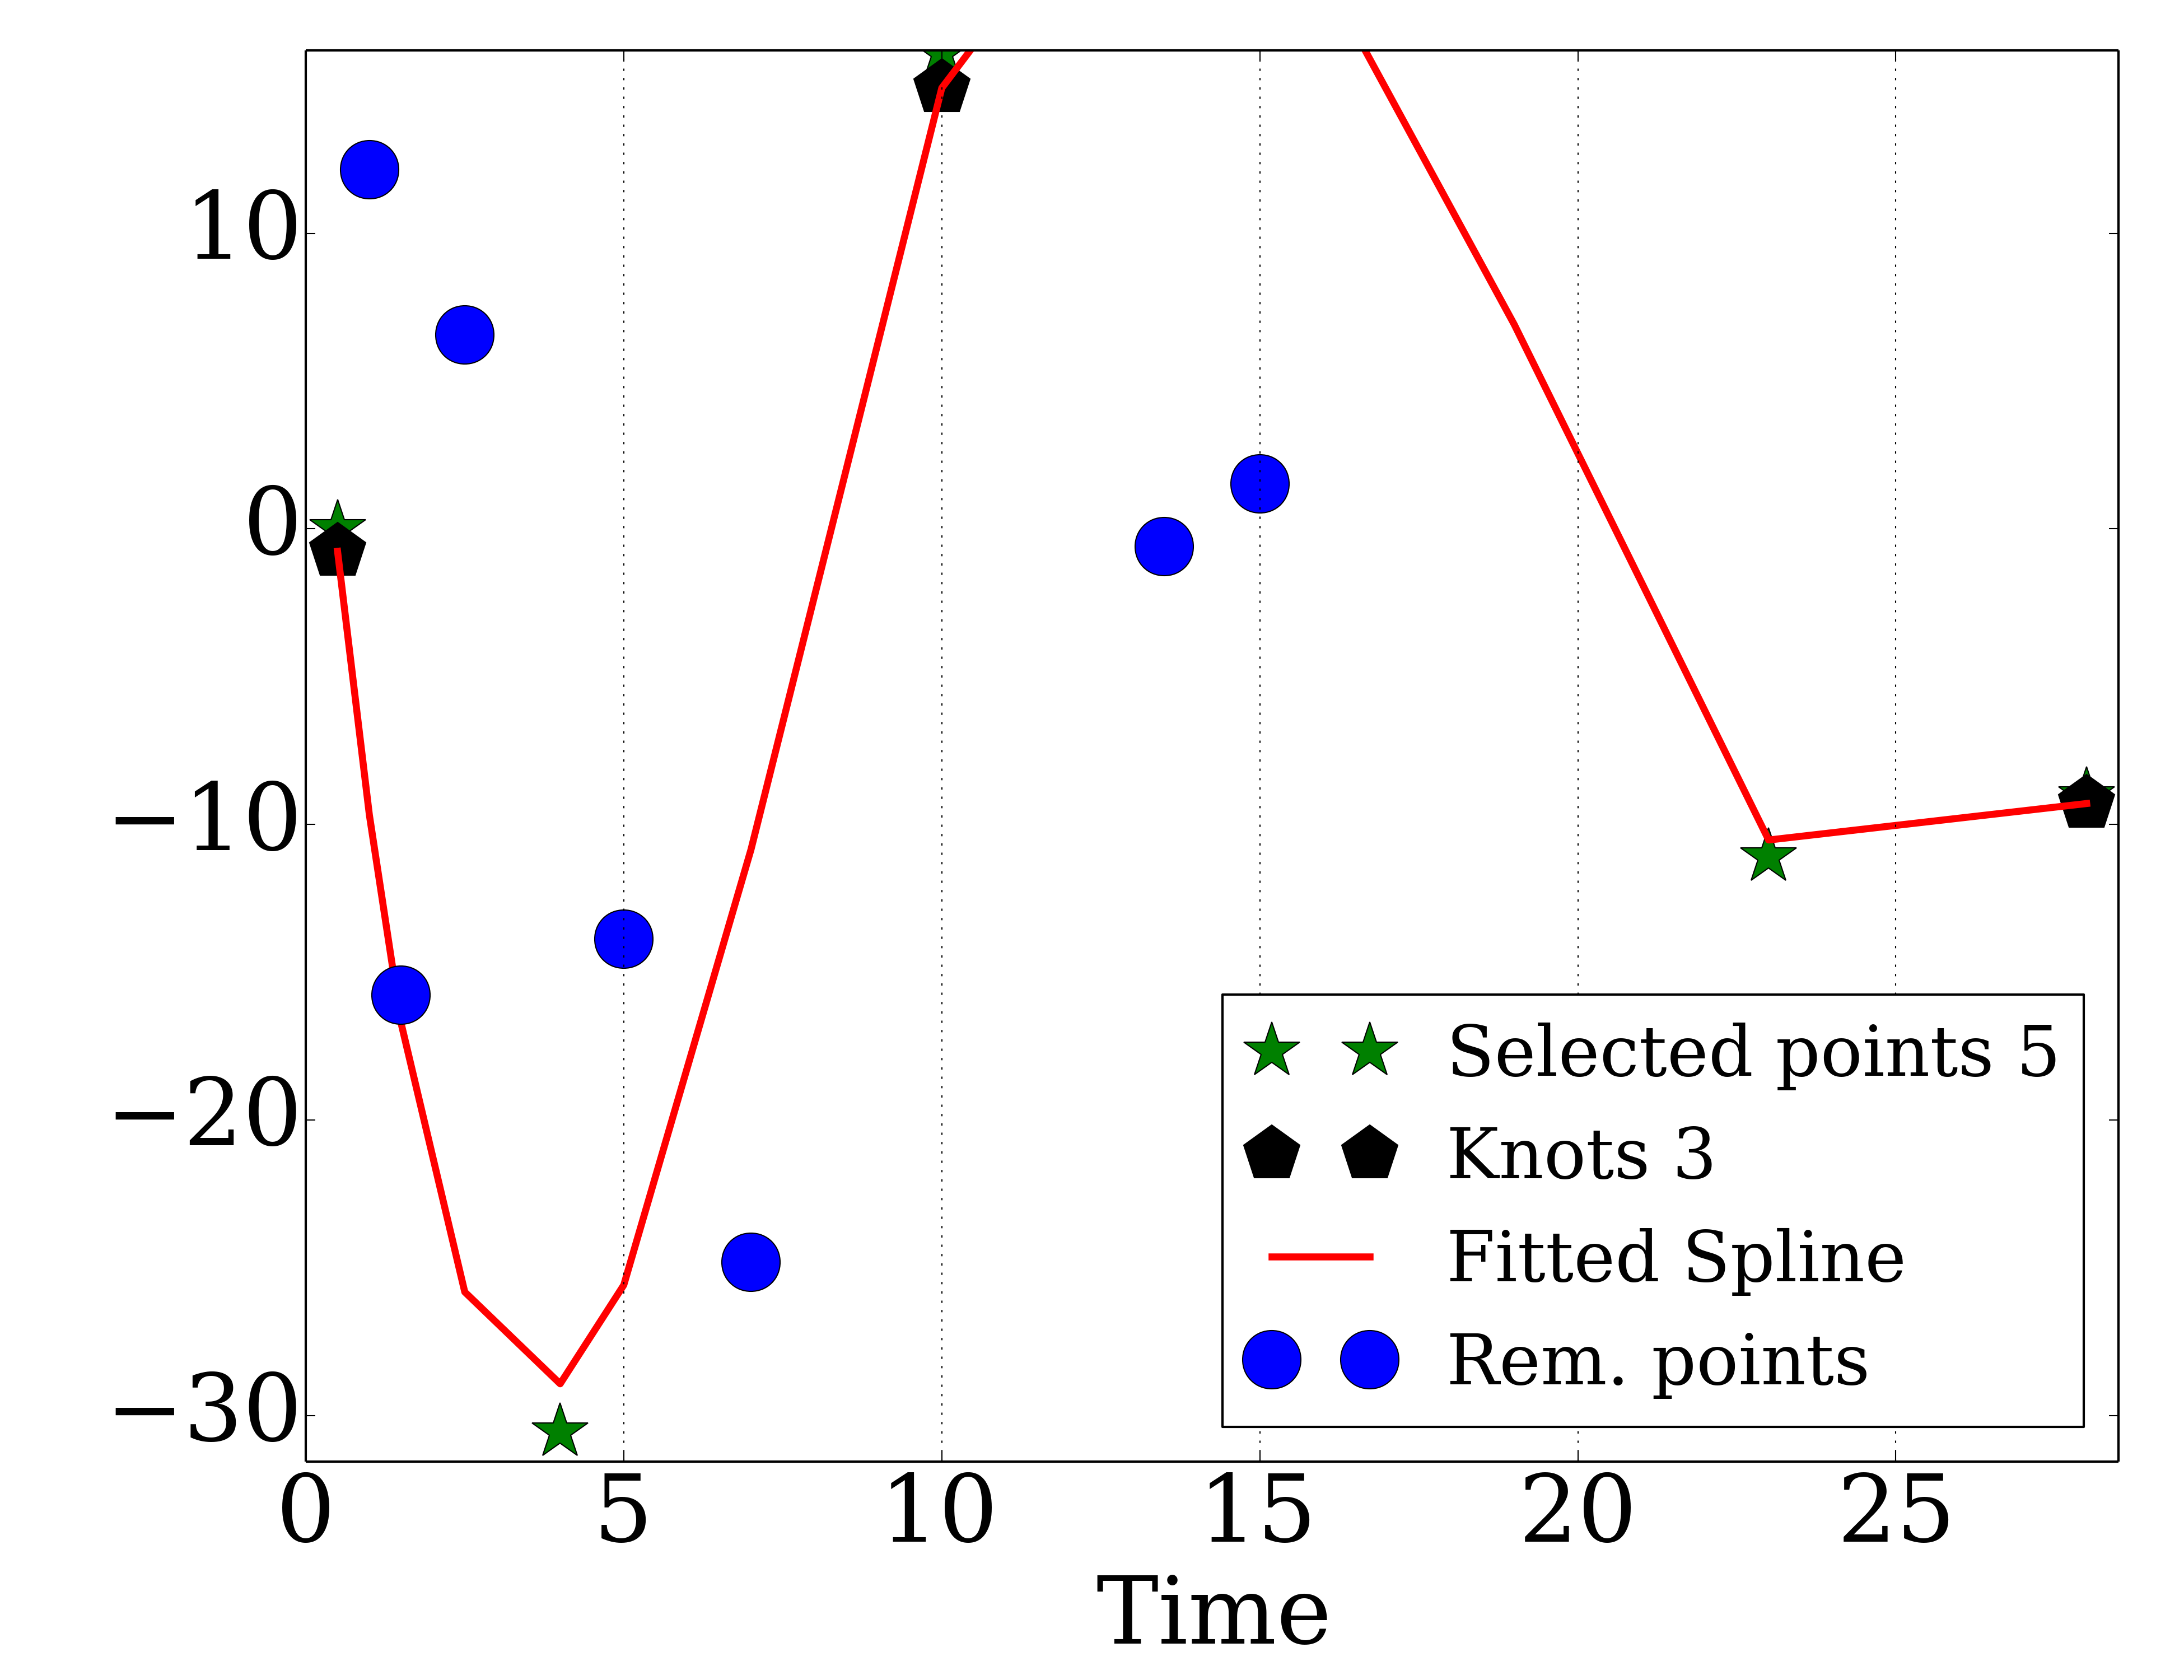 10
0
−10
−20
−30
0 5 10 15 20 25
Time
Selected points 5
Knots 3
Fitted Spline
Rem. points